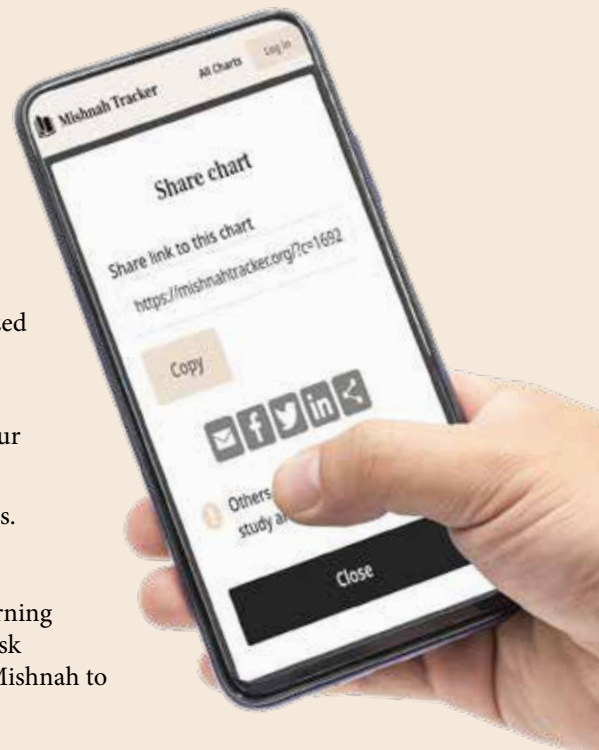 Mishnah Tracker
All Charts
Log In
Share chart
Share link to this chart
https://mishnahtracker.org/?c=1692
Copy
Others
study
Close
ed
ur
s.
rning
sk
Mishnah to